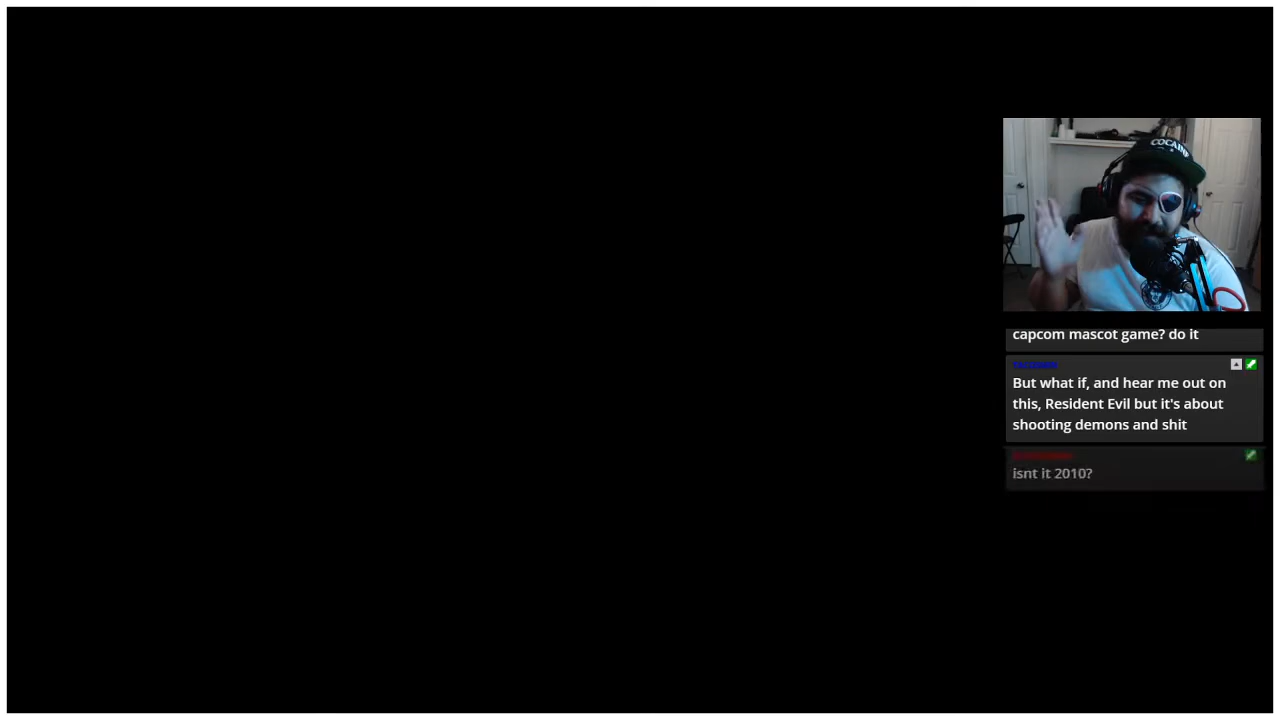 COCAINE
capcom mascot game? do it
But what if, and hear me out on
this, Resident Evil but it's about
shooting demons and shit
isnt it 2010?